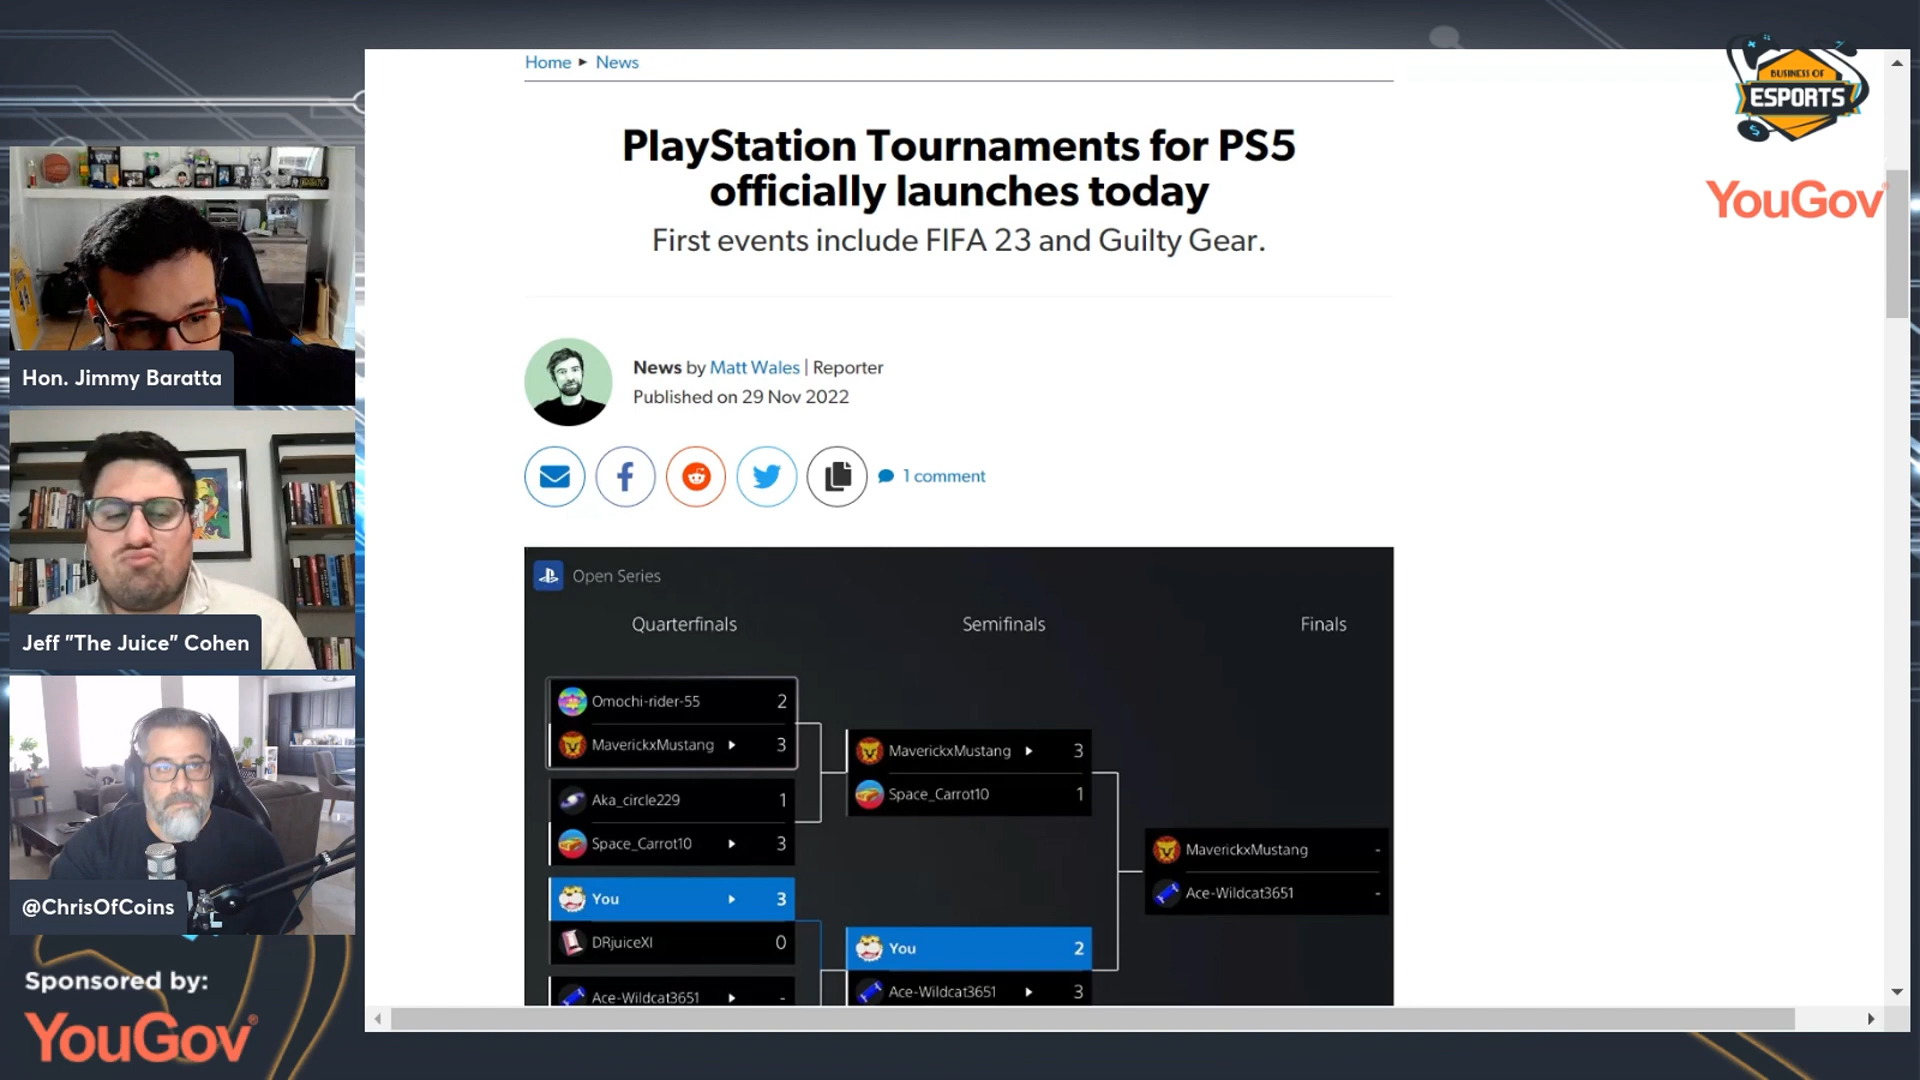 Home ▸ News
BUSINESS OF
ESPORTS
YouGov®
PlayStation Tournaments for PS5
officially launches today
First events include FIFA 23 and Guilty Gear.
News by Matt Wales | Reporter
Published on 29 Nov 2022
1 comment
Open Series
Quarterfinals
Semifinals
Finals
Omochi-rider-55 2
MaverickxMustang 3
Aka_circle229 1
Space_Carrot10 3
You 3
DRjuiceXI 0
Ace-Wildcat3651 -
MaverickxMustang 3
Space_Carrot10 1
You 2
Ace-Wildcat3651 3
MaverickxMustang -
Ace-Wildcat3651 -
Hon. Jimmy Baratta
Jeff "The Juice" Cohen
@ChrisOfCoins
Sponsored by:
YouGov®